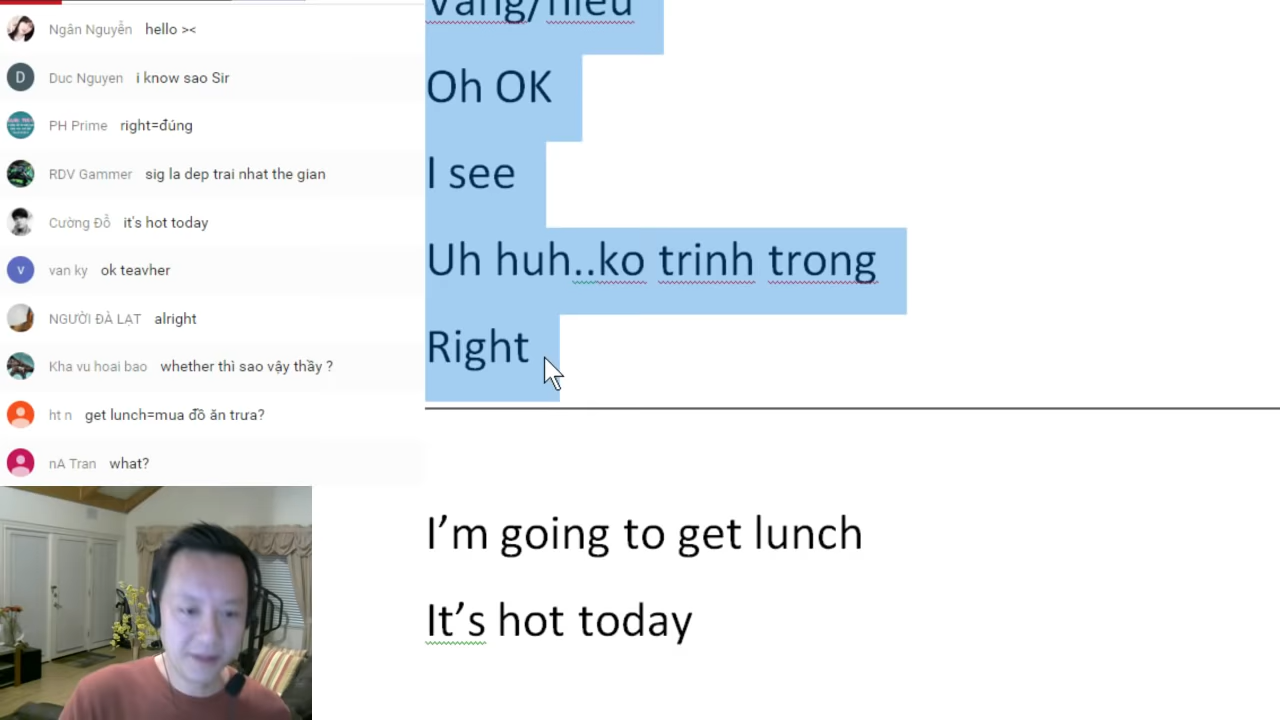 Ngân Nguyễn hello ><
Duc Nguyen i know sao Sir
PH Prime right=đúng
RDV Gammer sig la dep trai nhat the gian
Cường Đỗ it's hot today
van ky ok teavher
NGƯỜI ĐÀ LẠT alright
Kha vu hoai bao whether thì sao vậy thầy ?
ht n get lunch=mua đồ ăn trưa?
nA Tran what?
Oh OK
I see
Uh huh..ko trinh trong
Right
I’m going to get lunch
It’s hot today